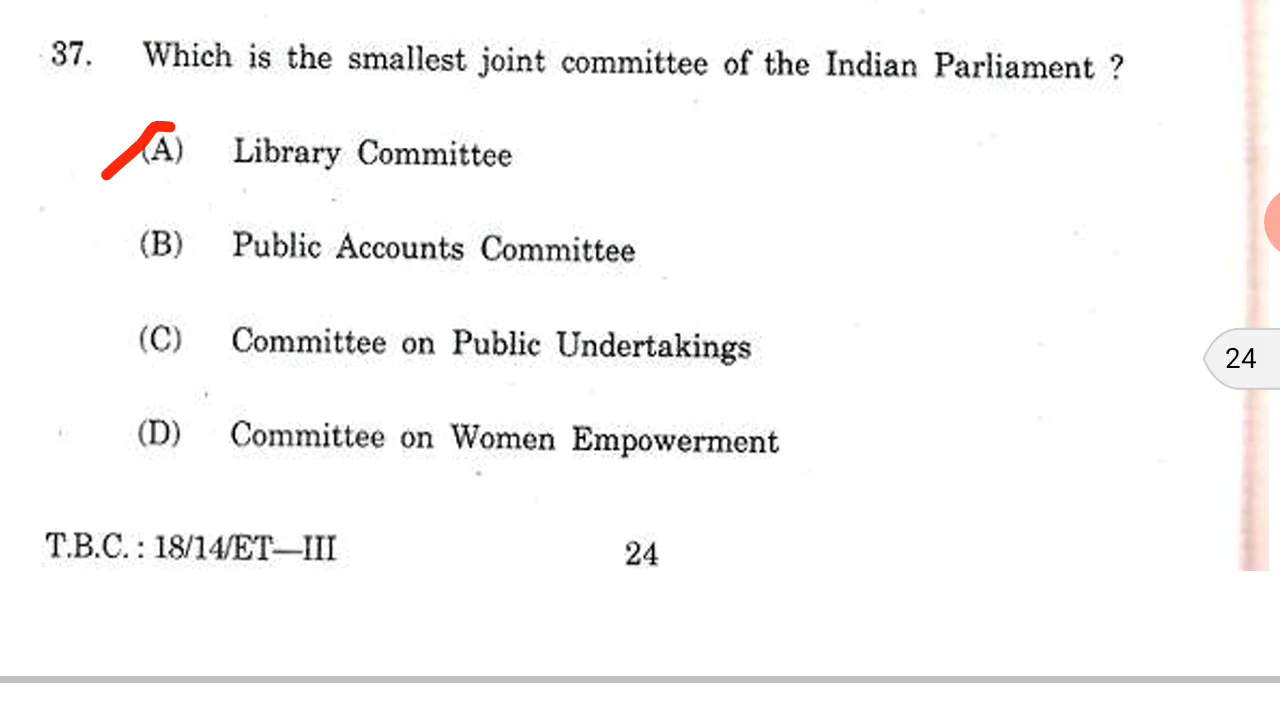 37. Which is the smallest joint committee of the Indian Parliament ?
(A) Library Committee
(B) Public Accounts Committee
(C) Committee on Public Undertakings
(D) Committee on Women Empowerment
24
T.B.C. : 18/14/ET—III 24